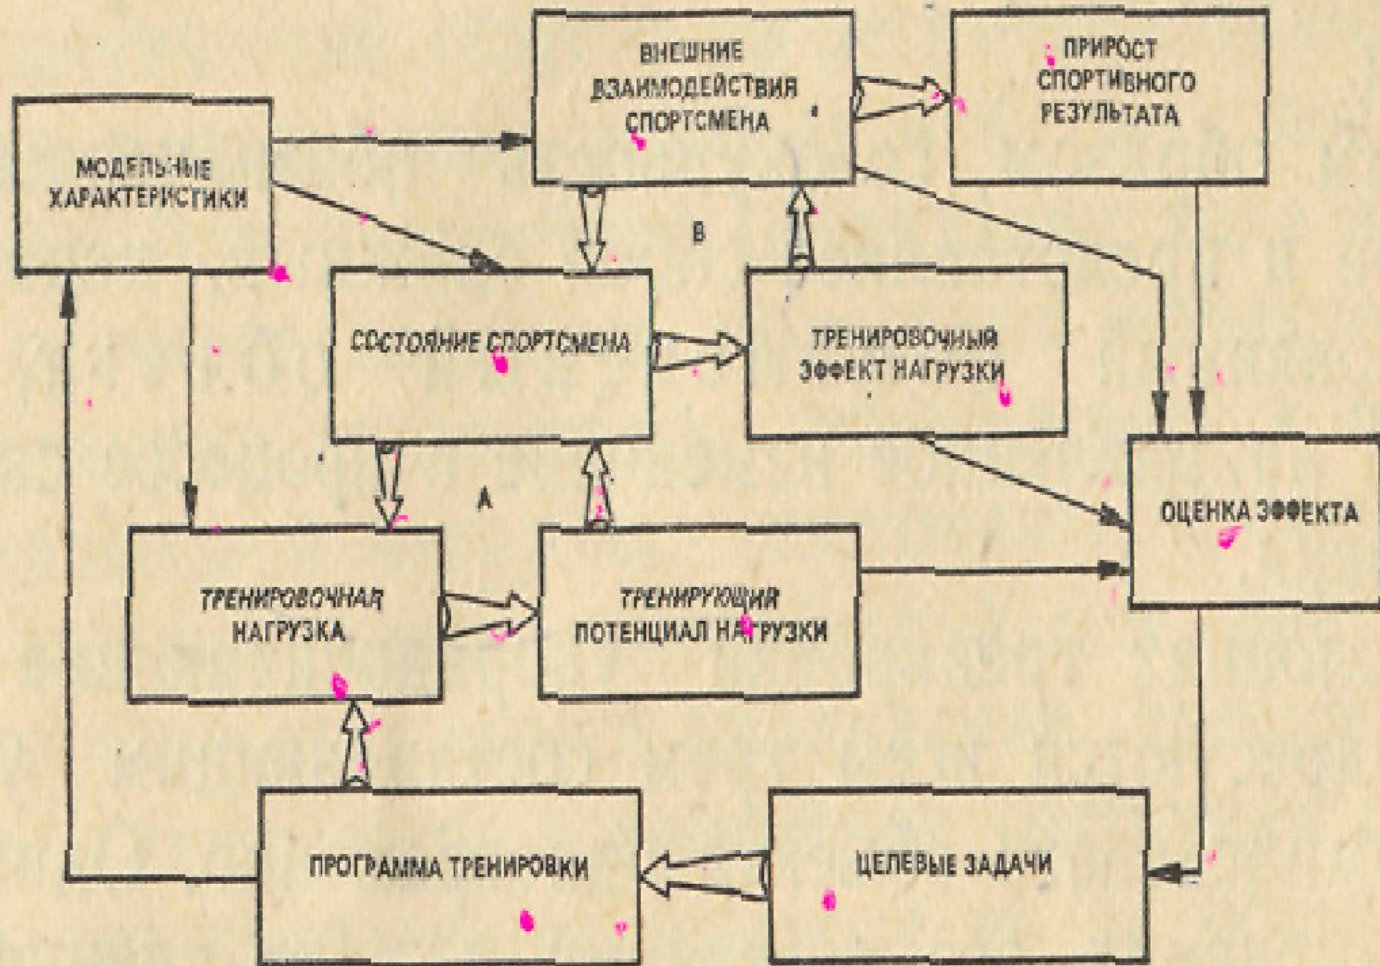 ВНЕШНИЕ
ВЗАИМОДЕЙСТВИЯ
СПОРТСМЕНА
ПРИРОСТ
СПОРТИВНОГО
РЕЗУЛЬТАТА
МОДЕЛЬНЫЕ
ХАРАКТЕРИСТИКИ
В
СОСТОЯНИЕ СПОРТСМЕНА
ТРЕНИРОВОЧНЫЙ
ЭФФЕКТ НАГРУЗКИ
А
ОЦЕНКА ЭФФЕКТА
ТРЕНИРОВОЧНАЯ
НАГРУЗКА
ТРЕНИРУЮЩИЙ
ПОТЕНЦИАЛ НАГРУЗКИ
ПРОГРАММА ТРЕНИРОВКИ
ЦЕЛЕВЫЕ ЗАДАЧИ